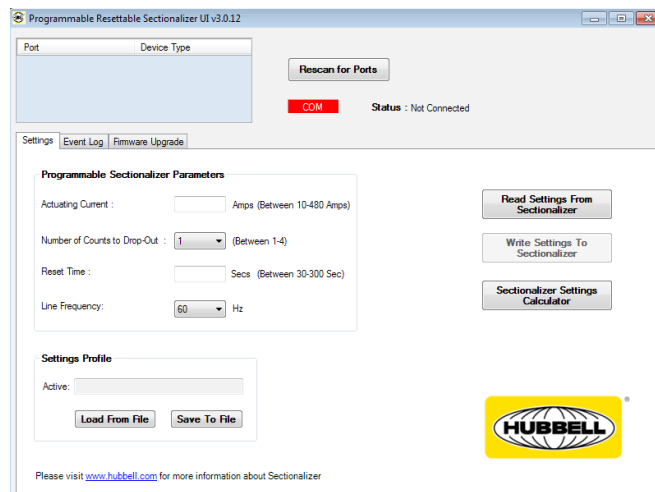 Programmable Resettable Sectionalizer UI v3.0.12
Port Device Type
Rescan for Ports
COM Status : Not Connected
Settings Event Log Firmware Upgrade
Programmable Sectionalizer Parameters
Actuating Current : Amps (Between 10-480 Amps)
Number of Counts to Drop-Out : 1 (Between 1-4)
Reset Time : Secs (Between 30-300 Sec)
Line Frequency: 60 Hz
Read Settings From
Sectionalizer
Write Settings To
Sectionalizer
Sectionalizer Settings
Calculator
Settings Profile
Active:
Load From File Save To File
HUBBELL
®
Please visit www.hubbell.com for more information about Sectionalizer